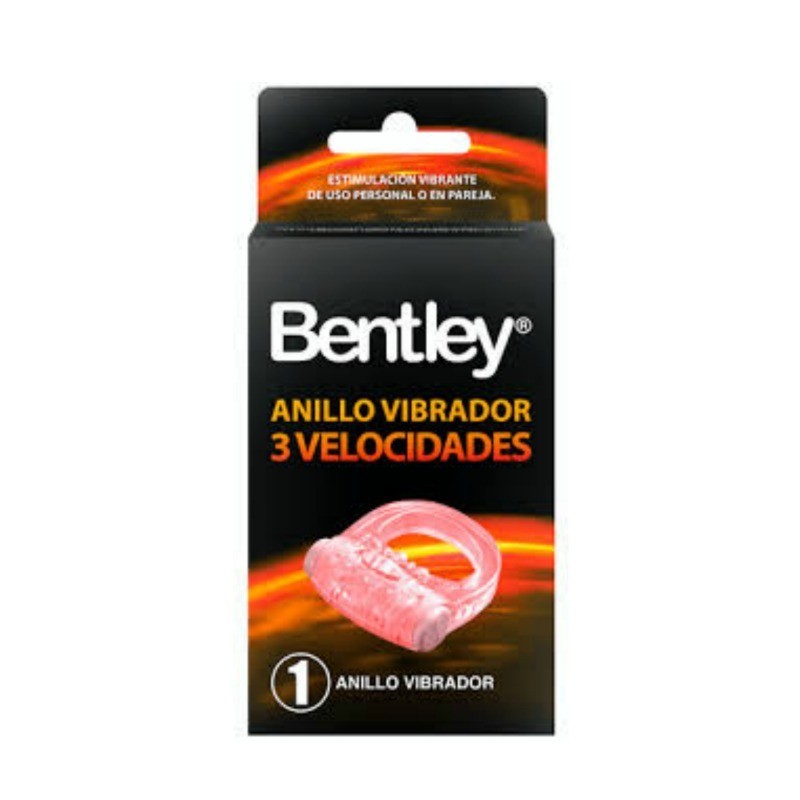 ESTIMULACIÓN VIBRANTE
DE USO PERSONAL O EN PAREJA.
Bentley®
ANILLO VIBRADOR
3 VELOCIDADES
1 ANILLO VIBRADOR